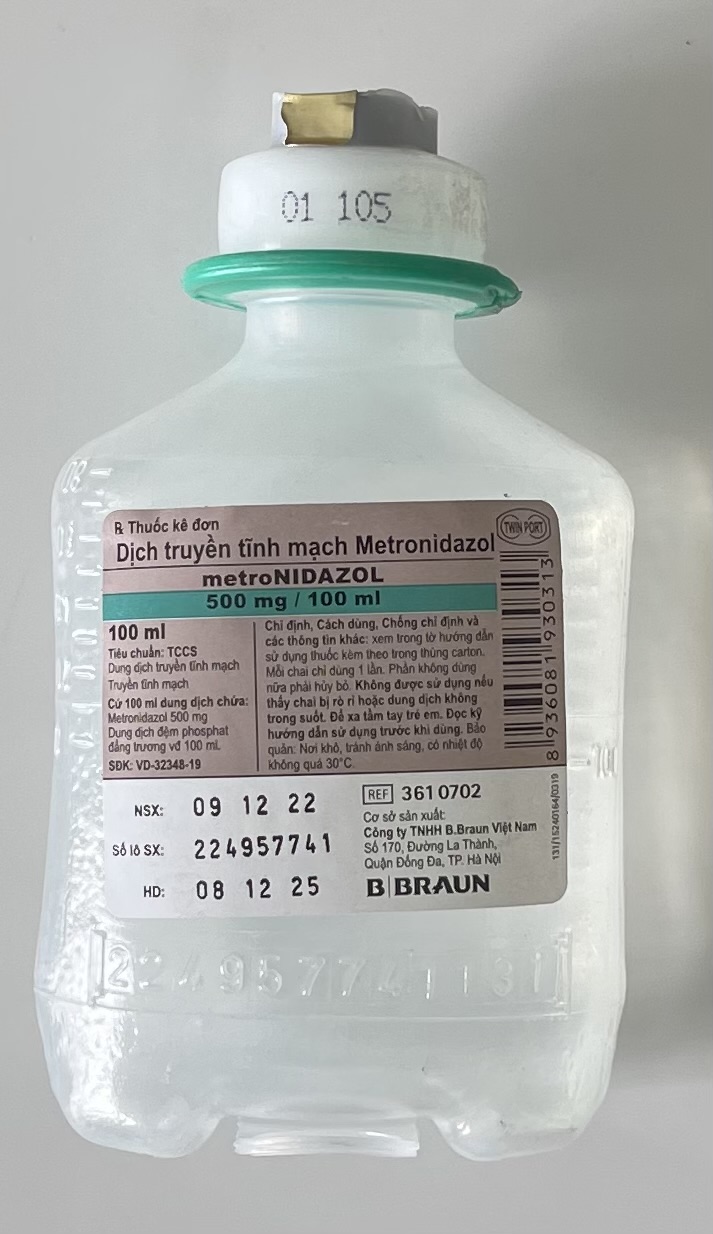 01 105
℞ Thuốc kê đơn
TWIN PORT
Dịch truyền tĩnh mạch Metronidazol
metroNIDAZOL
500 mg / 100 ml
100 ml
Tiêu chuẩn: TCCS
Dung dịch truyền tĩnh mạch
Truyền tĩnh mạch
Cứ 100 ml dung dịch chứa:
Metronidazol 500 mg
Dung dịch đệm phosphat
đẳng trương vđ 100 mL
SĐK: VD-32348-19
Chỉ định, Cách dùng, Chống chỉ định và
các thông tin khác: xem trong tờ hướng dẫn
sử dụng thuốc kèm theo trong thùng carton.
Mỗi chai chỉ dùng 1 lần. Phần không dùng
nữa phải hủy bỏ. Không được sử dụng nếu
thấy chai bị rò rỉ hoặc dung dịch không
trong suốt. Để xa tầm tay trẻ em. Đọc kỹ
hướng dẫn sử dụng trước khi dùng. Bảo
quản: Nơi khô, tránh ánh sáng, có nhiệt độ
không quá 30°C.
8 936081 930313
NSX: 09 12 22
Số lô SX: 224957741
HD: 08 12 25
REF 361 0702
Cơ sở sản xuất:
Công ty TNHH B.Braun Việt Nam
Số 170, Đường La Thành,
Quận Đống Đa, TP. Hà Nội
B|BRAUN
131/15240164/0319
100
224957741 131